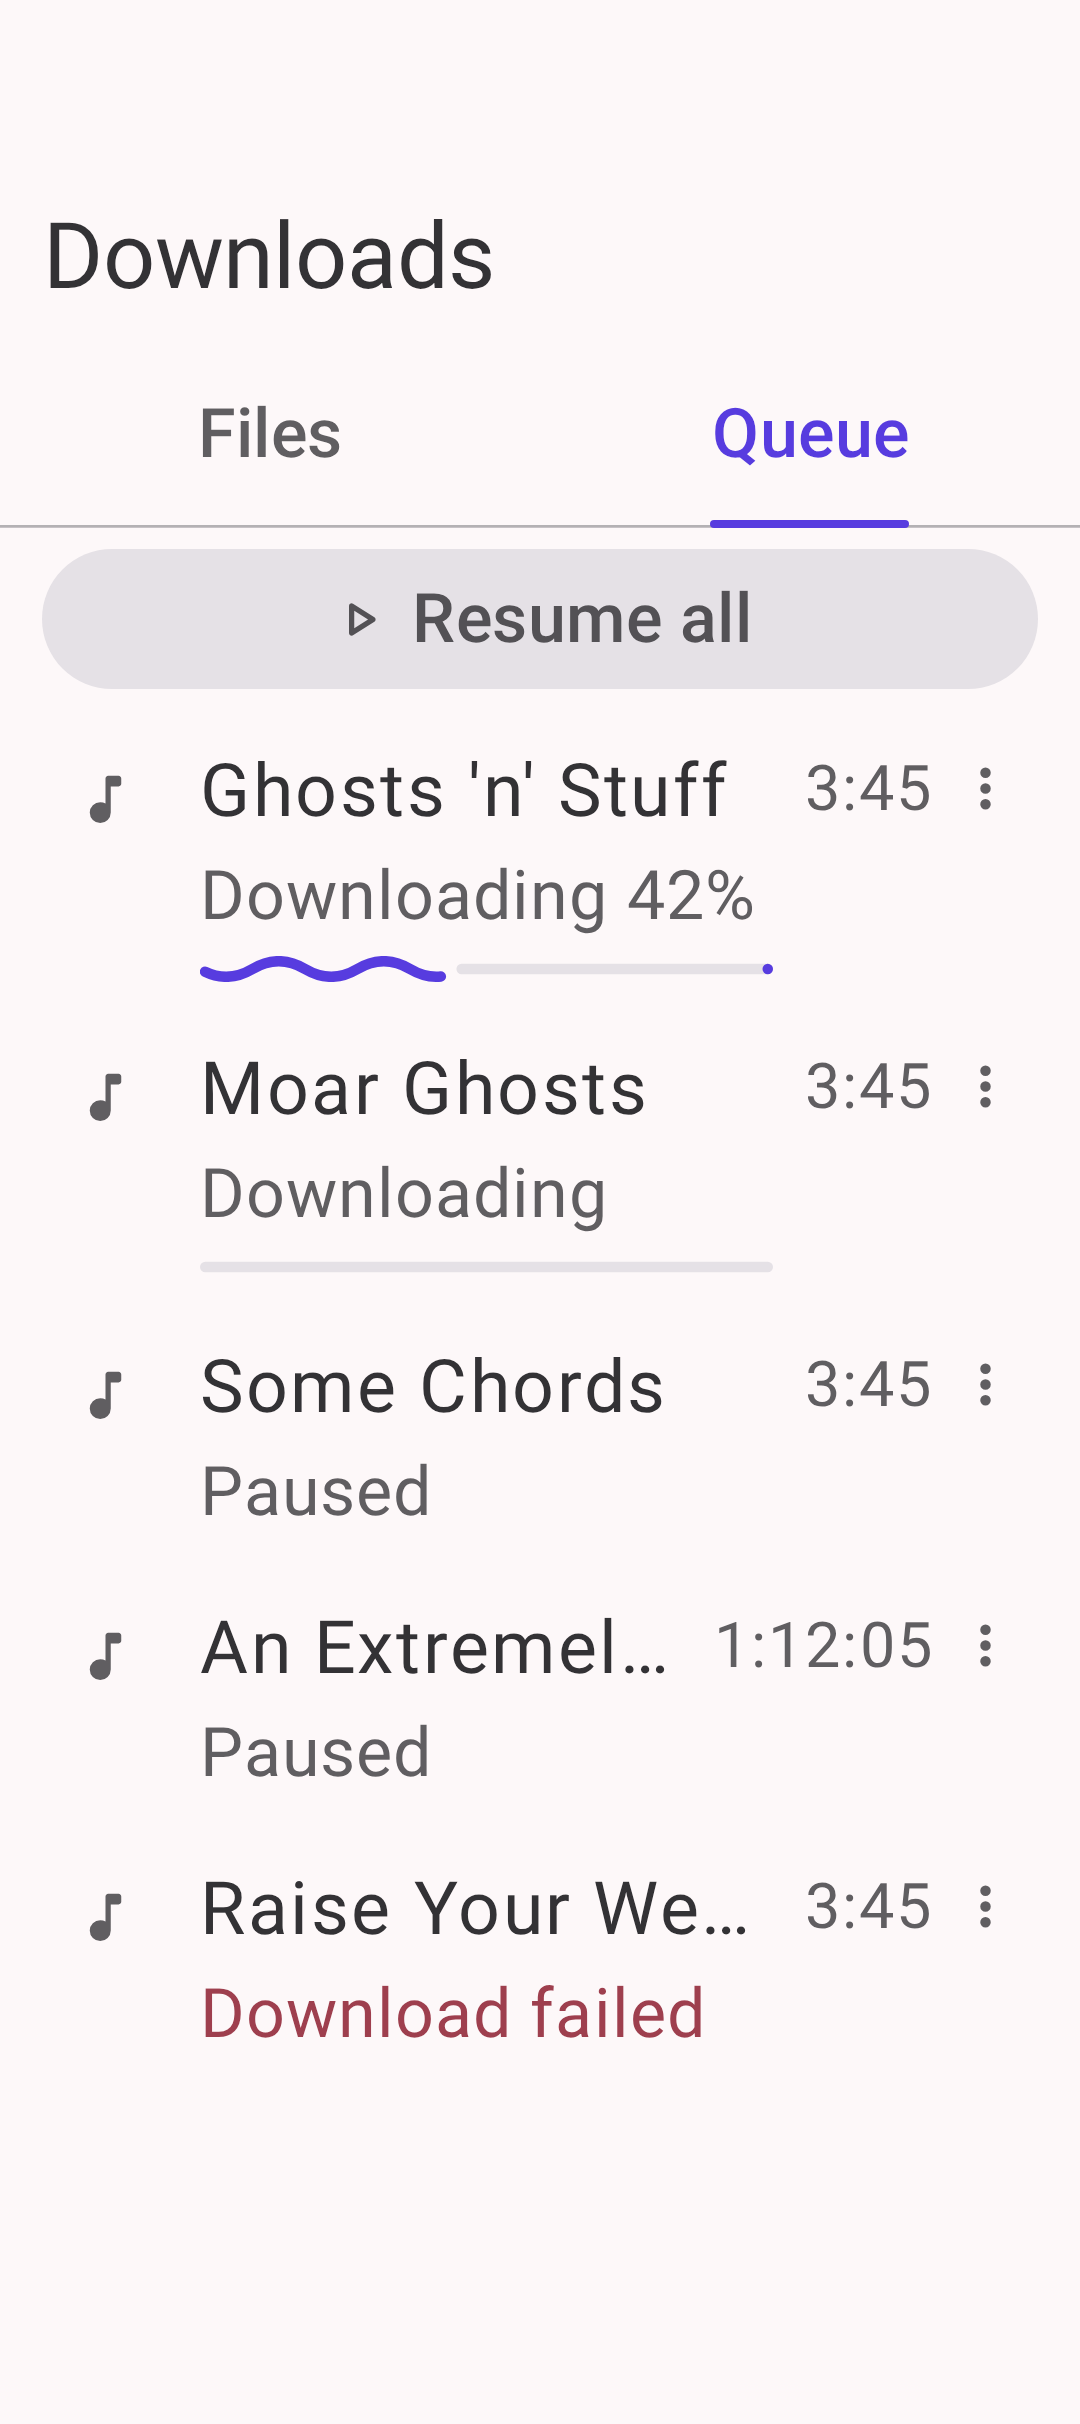 Downloads
Files
Queue
Resume all
Ghosts 'n' Stuff
3:45
Downloading 42%
Moar Ghosts
3:45
Downloading
Some Chords
3:45
Paused
An Extremel…
1:12:05
Paused
Raise Your We…
3:45
Download failed